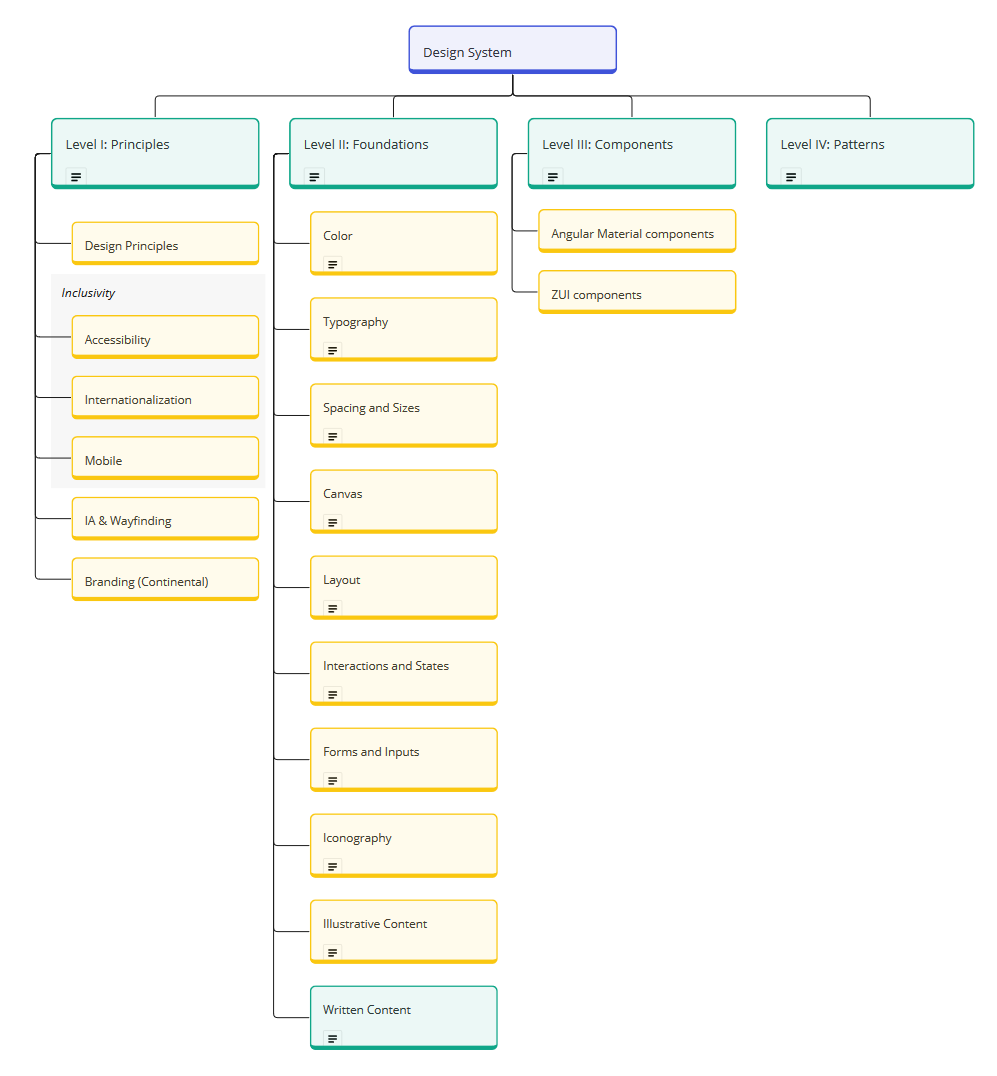 Design System
Level I: Principles
Level II: Foundations
Level III: Components
Level IV: Patterns
Design Principles
Inclusivity
Accessibility
Internationalization
Mobile
IA & Wayfinding
Branding (Continental)
Color
Typography
Spacing and Sizes
Canvas
Layout
Interactions and States
Forms and Inputs
Iconography
Illustrative Content
Written Content
Angular Material components
ZUI components